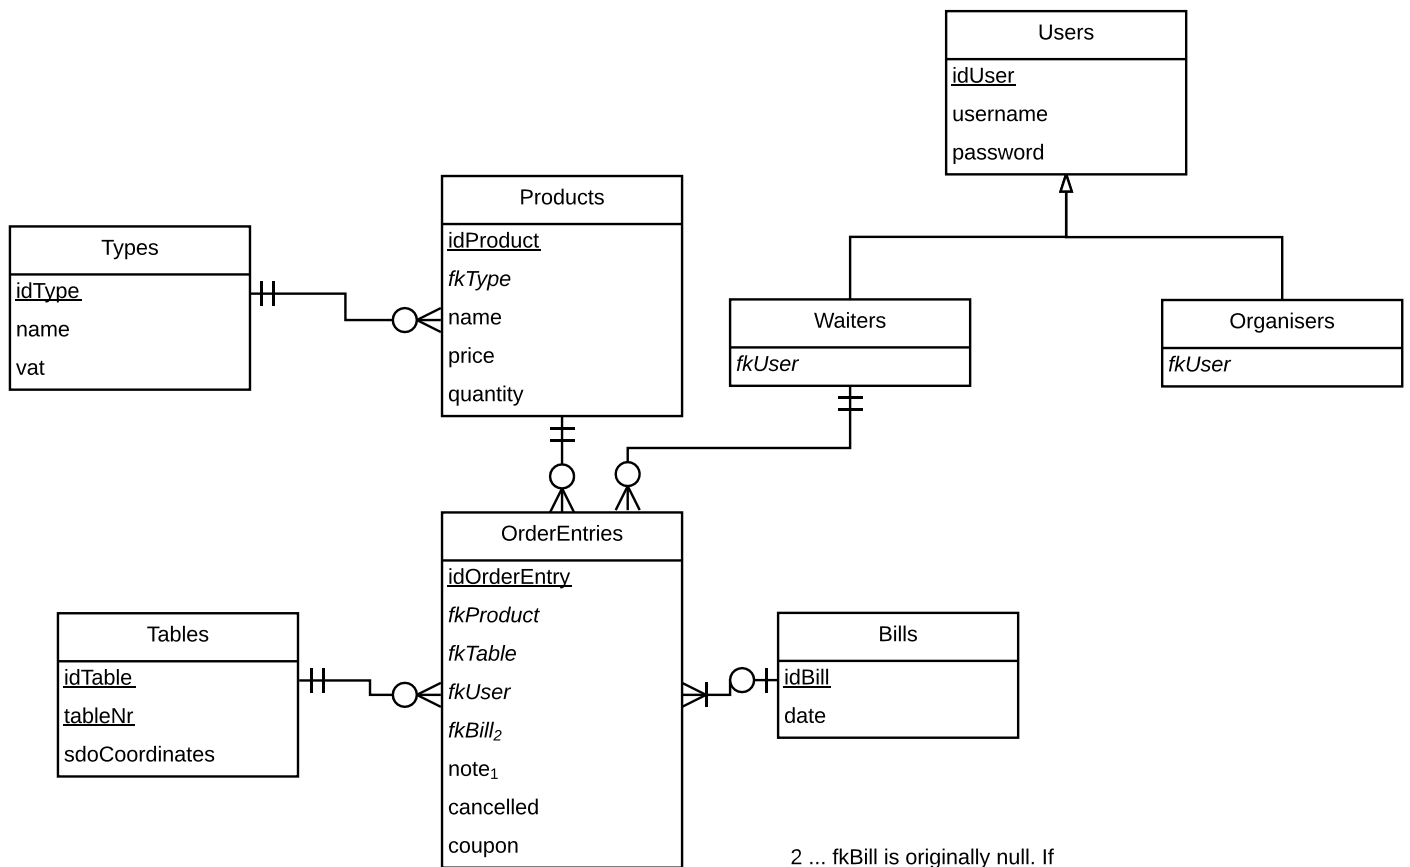 Users
idUser
username
password
Products
idProduct
fkType
name
price
quantity
Types
idType
name
vat
Waiters
fkUser
Organisers
fkUser
OrderEntries
idOrderEntry
fkProduct
fkTable
fkUser
fkBill2
note1
cancelled
coupon
Tables
idTable
tableNr
sdoCoordinates
Bills
idBill
date
2 ... fkBill is originally null. If